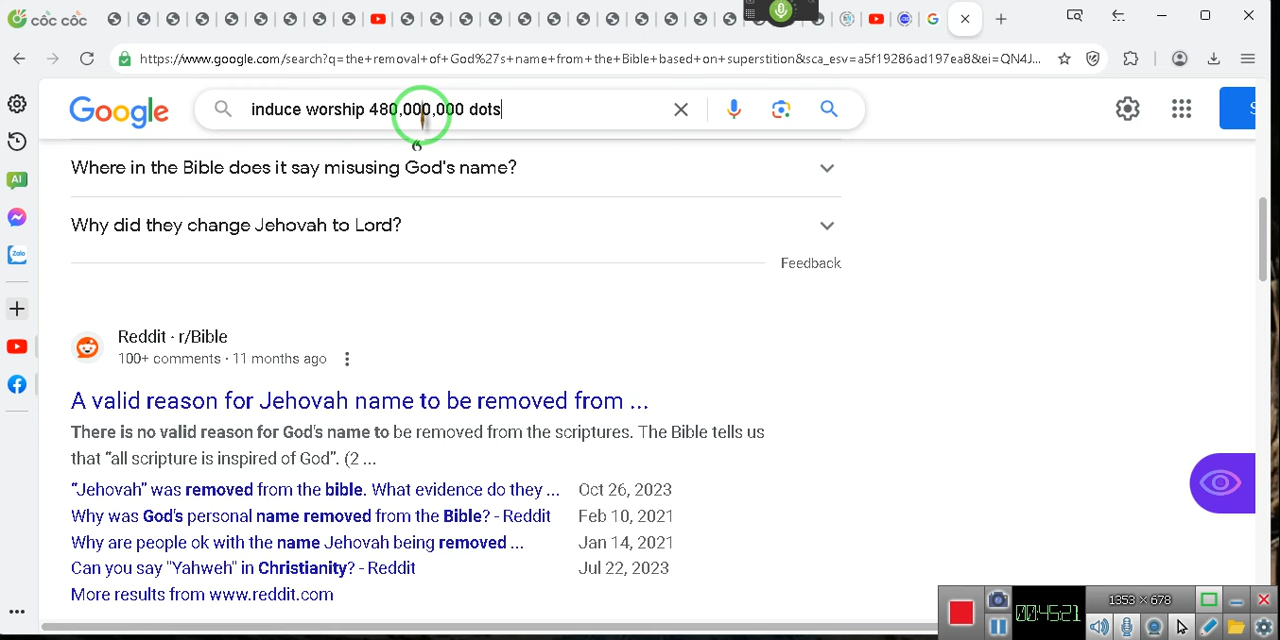 cốc cốc
https://www.google.com/search?q=the+removal+of+God%27s+name+from+the+Bible+based+on+superstition&sca_esv=a5f19286ad197ea8&ei=QN4J...
Google
induce worship 480,000,000 dots
S
AI
Zalo
Where in the Bible does it say misusing God's name?
Why did they change Jehovah to Lord?
Feedback
Reddit · r/Bible
100+ comments · 11 months ago
A valid reason for Jehovah name to be removed from ...
There is no valid reason for God's name to be removed from the scriptures. The Bible tells us
that “all scripture is inspired of God”. (2 ...
“Jehovah” was removed from the bible. What evidence do they ... Oct 26, 2023
Why was God's personal name removed from the Bible? - Reddit Feb 10, 2021
Why are people ok with the name Jehovah being removed ... Jan 14, 2021
Can you say "Yahweh" in Christianity? - Reddit Jul 22, 2023
More results from www.reddit.com
00:45:21
1353 × 678